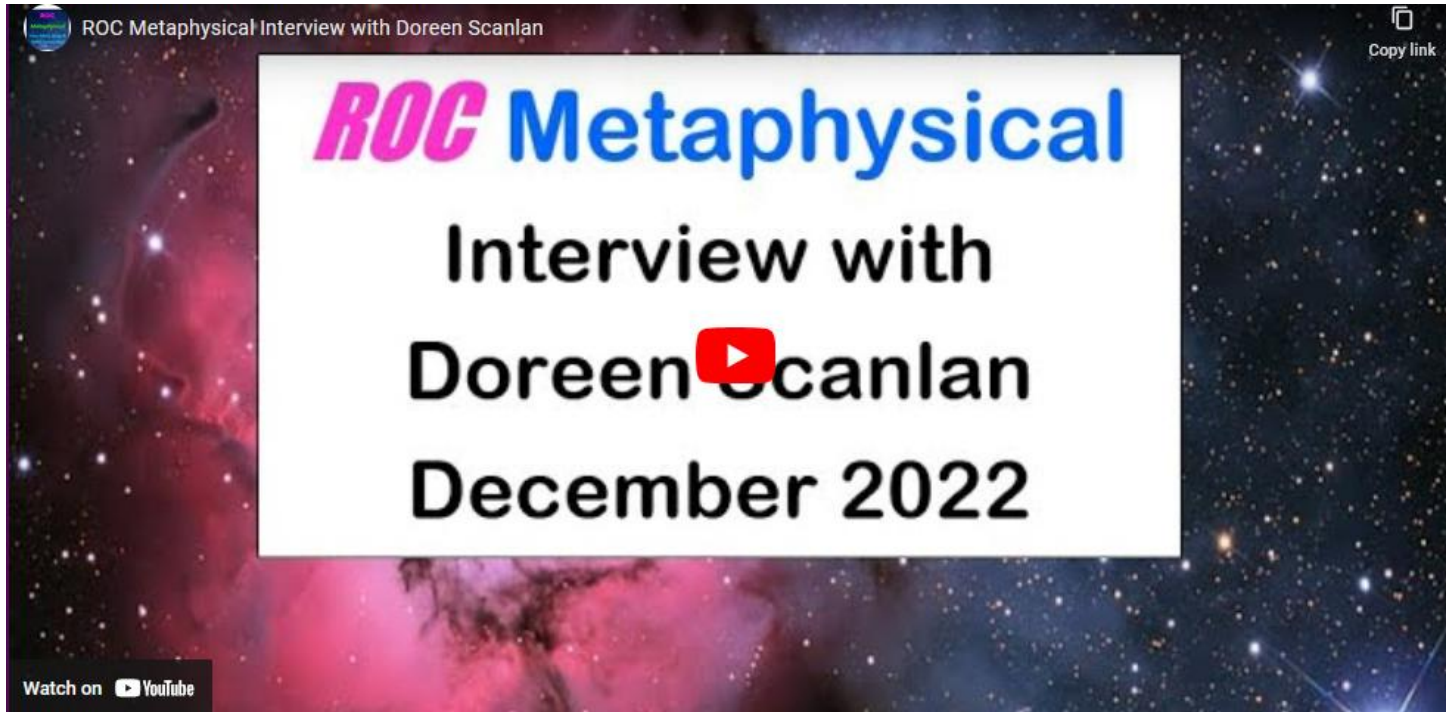 ROC Metaphysical Interview with Doreen Scanlan
Copy link
ROC Metaphysical
Interview with
Doreen Scanlan
December 2022
Watch on YouTube